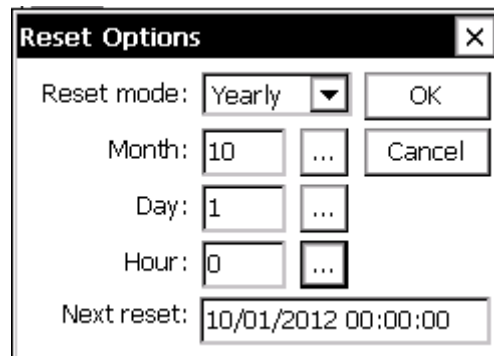 Reset Options
Reset mode: Yearly OK
Month: 10 ... Cancel
Day: 1 ...
Hour: 0 ...
Next reset: 10/01/2012 00:00:00